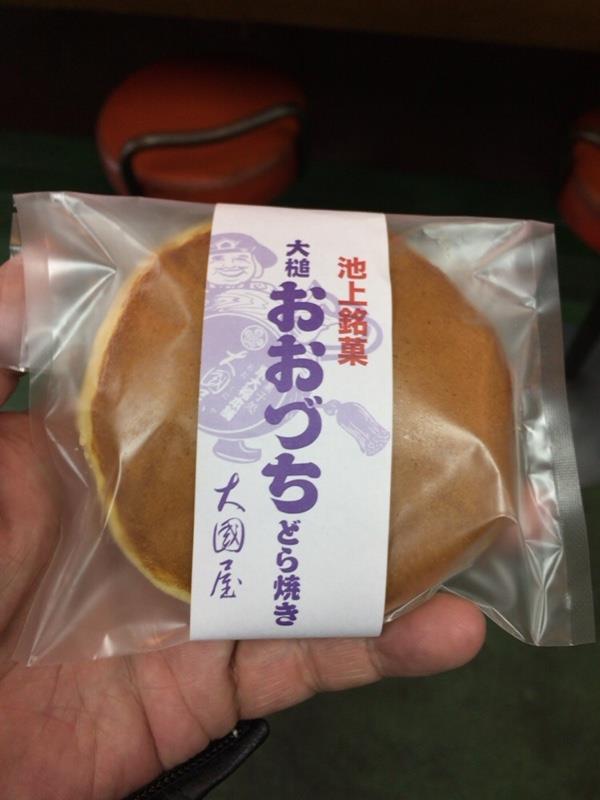 池上銘菓
大槌
おおづちどら焼き
大國屋